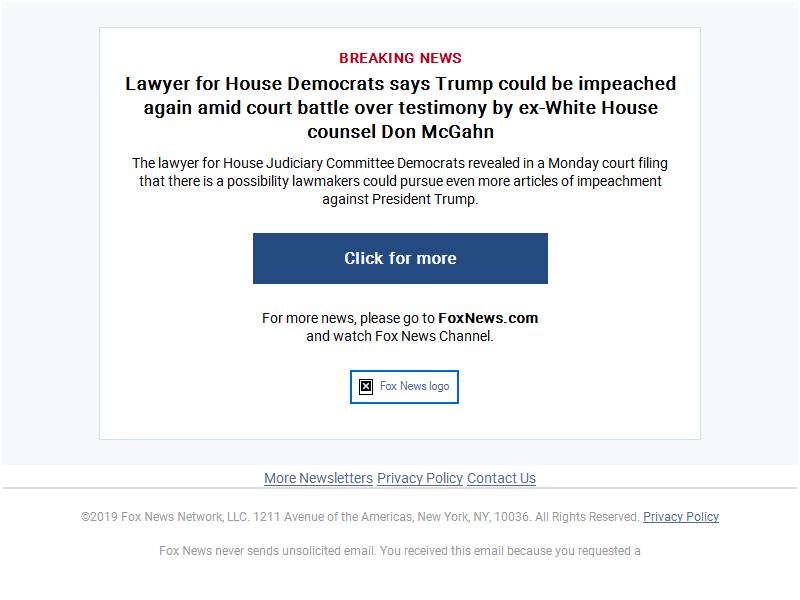 BREAKING NEWS
Lawyer for House Democrats says Trump could be impeached
again amid court battle over testimony by ex-White House
counsel Don McGahn
The lawyer for House Judiciary Committee Democrats revealed in a Monday court filing
that there is a possibility lawmakers could pursue even more articles of impeachment
against President Trump.
Click for more
For more news, please go to FoxNews.com
and watch Fox News Channel.
Fox News logo
More Newsletters Privacy Policy Contact Us
©2019 Fox News Network, LLC. 1211 Avenue of the Americas, New York, NY, 10036. All Rights Reserved. Privacy Policy
Fox News never sends unsolicited email. You received this email because you requested a